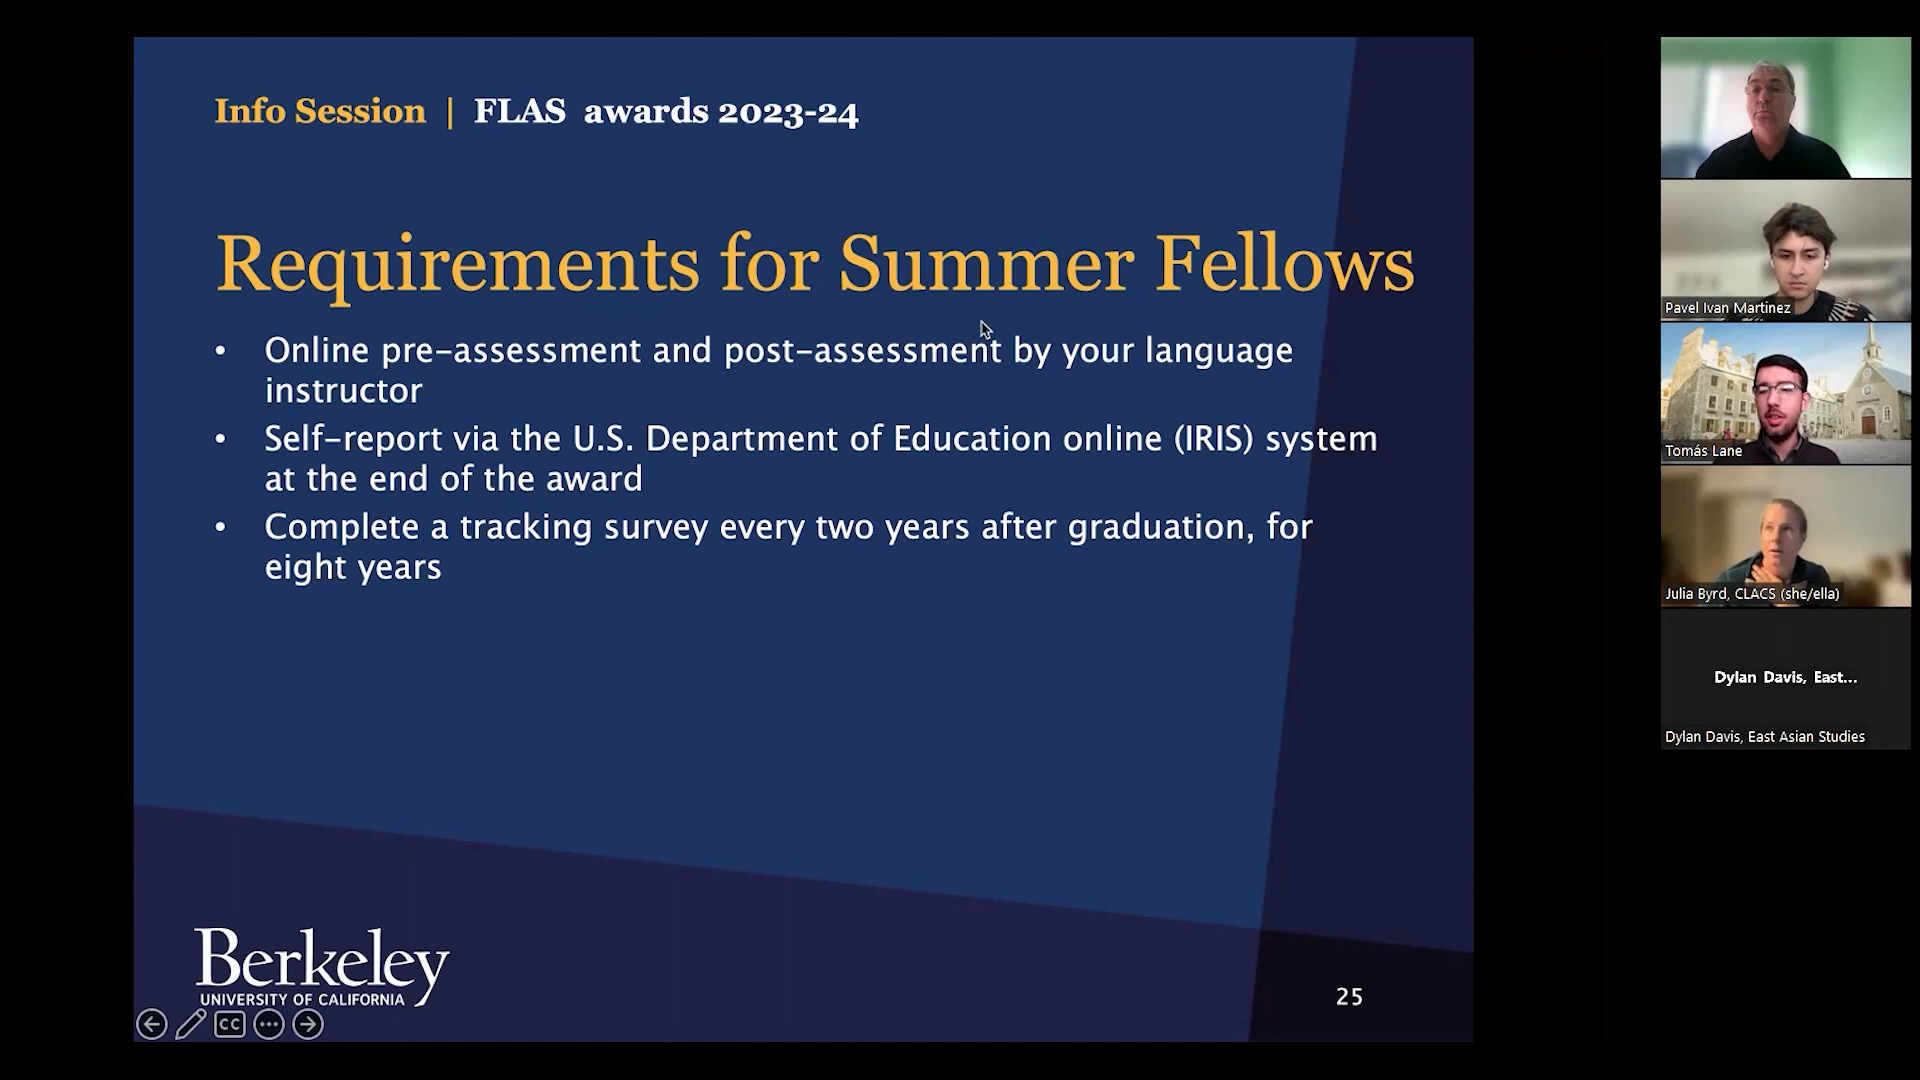 Info Session | FLAS awards 2023-24
Requirements for Summer Fellows
• Online pre-assessment and post-assessment by your language
instructor
• Self-report via the U.S. Department of Education online (IRIS) system
at the end of the award
• Complete a tracking survey every two years after graduation, for
eight years
Berkeley
UNIVERSITY OF CALIFORNIA
25
CC
Pavel Ivan Martinez
Tomás Lane
Julia Byrd, CLACS (she/ella)
Dylan Davis, East...
Dylan Davis, East Asian Studies